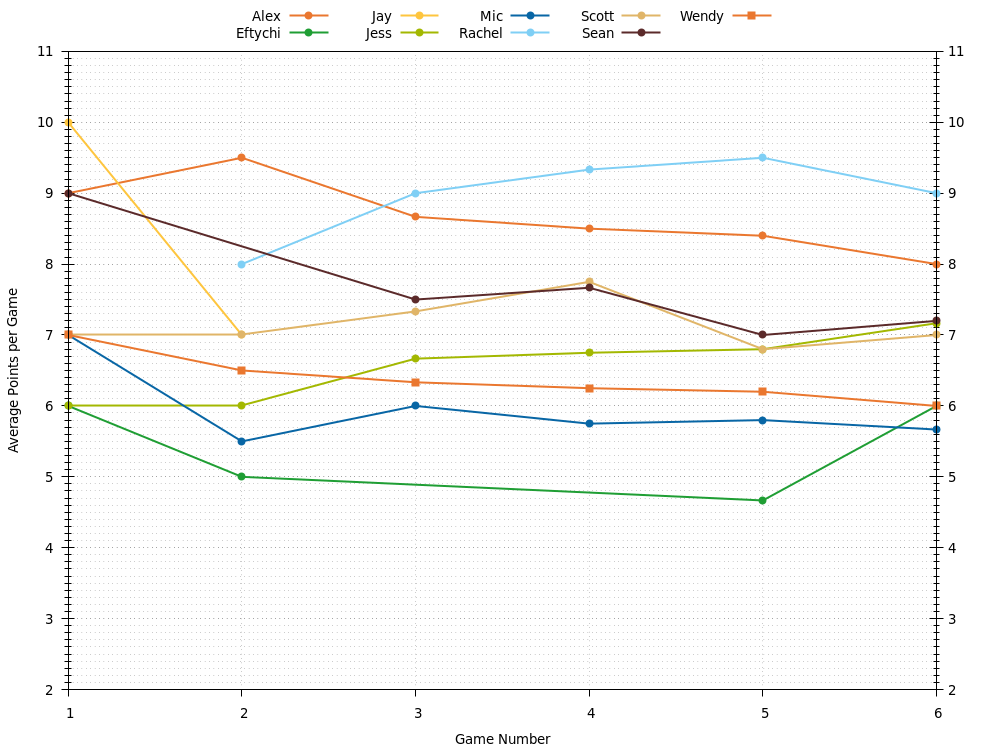 Alex Jay Mic Scott Wendy
Eftychi Jess Rachel Sean
11 11
10 10
9 9
8 8
7 7
6 6
5 5
4 4
3 3
2 2
Average Points per Game
1 2 3 4 5 6
Game Number